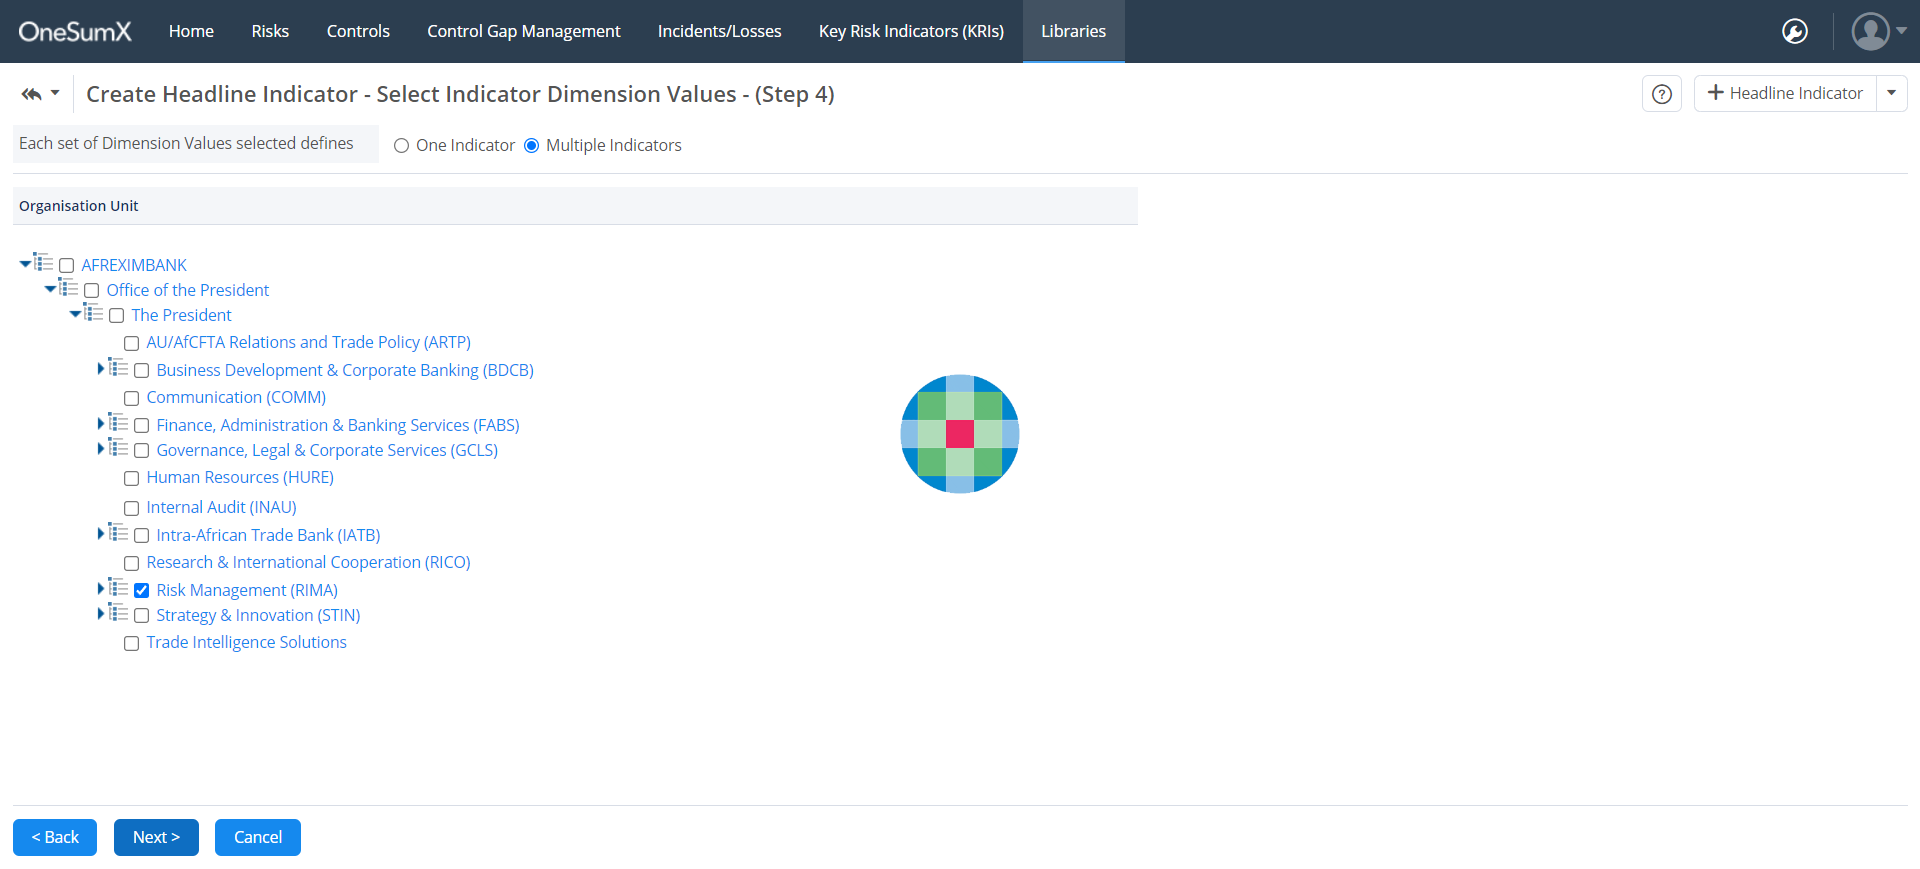 OneSumX Home Risks Controls Control Gap Management Incidents/Losses Key Risk Indicators (KRIs) Libraries
Create Headline Indicator - Select Indicator Dimension Values - (Step 4) ? + Headline Indicator
Each set of Dimension Values selected defines One Indicator Multiple Indicators
Organisation Unit
AFREXIMBANK
Office of the President
The President
AU/AfCFTA Relations and Trade Policy (ARTP)
Business Development & Corporate Banking (BDCB)
Communication (COMM)
Finance, Administration & Banking Services (FABS)
Governance, Legal & Corporate Services (GCLS)
Human Resources (HURE)
Internal Audit (INAU)
Intra-African Trade Bank (IATB)
Research & International Cooperation (RICO)
Risk Management (RIMA)
Strategy & Innovation (STIN)
Trade Intelligence Solutions
< Back Next > Cancel